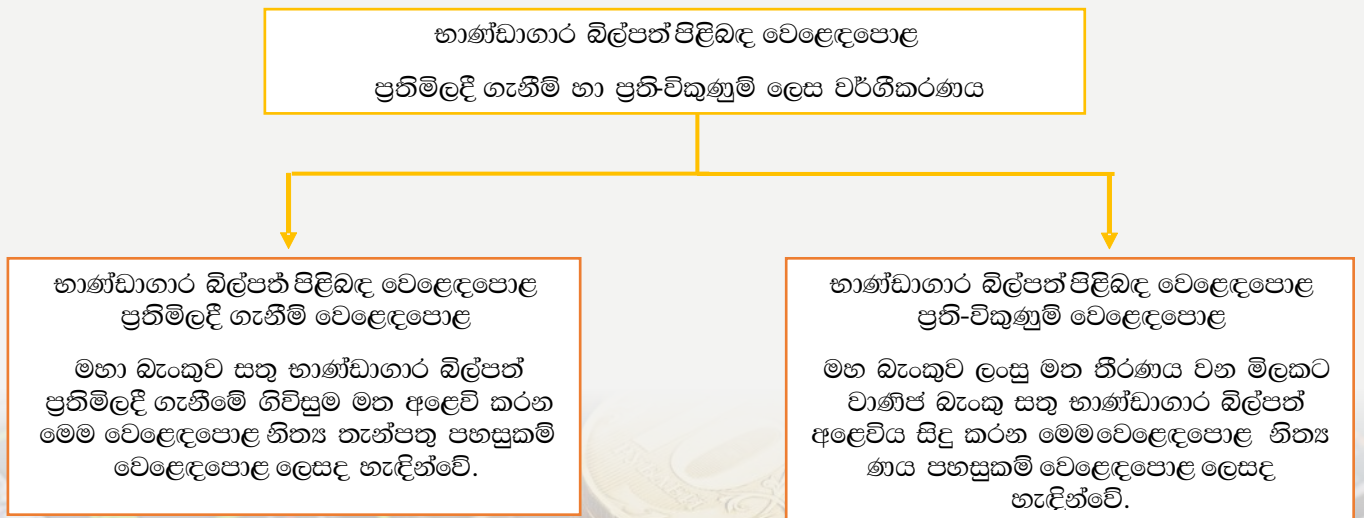 භාණ්ඩාගාර බිල්පත් පිළිබඳ වෙළෙඳපොළ
ප්‍රතිමිලදී ගැනීම් හා ප්‍රති-විකුණුම් ලෙස වර්ගීකරණය
භාණ්ඩාගාර බිල්පත් පිළිබඳ වෙළෙඳපොළ
ප්‍රතිමිලදී ගැනීම් වෙළෙඳපොළ
මහා බැංකුව සතු භාණ්ඩාගාර බිල්පත්
ප්‍රතිමිලදී ගැනීමේ ගිවිසුම මත අළෙවි කරන
මෙම වෙළෙඳපොළ නිත්‍ය තැන්පතු පහසුකම්
වෙළෙඳපොළ ලෙසද හැඳින්වේ.
භාණ්ඩාගාර බිල්පත් පිළිබඳ වෙළෙඳපොළ
ප්‍රති-විකුණුම් වෙළෙඳපොළ
මහ බැංකුව ලංසු මත තීරණය වන මිලකට
වාණිජ බැංකු සතු භාණ්ඩාගාර බිල්පත්
අළෙවිය සිදු කරන මෙම වෙළෙඳපොළ නිත්‍ය
ණය පහසුකම් වෙළෙඳපොළ ලෙසද
හැඳින්වේ.